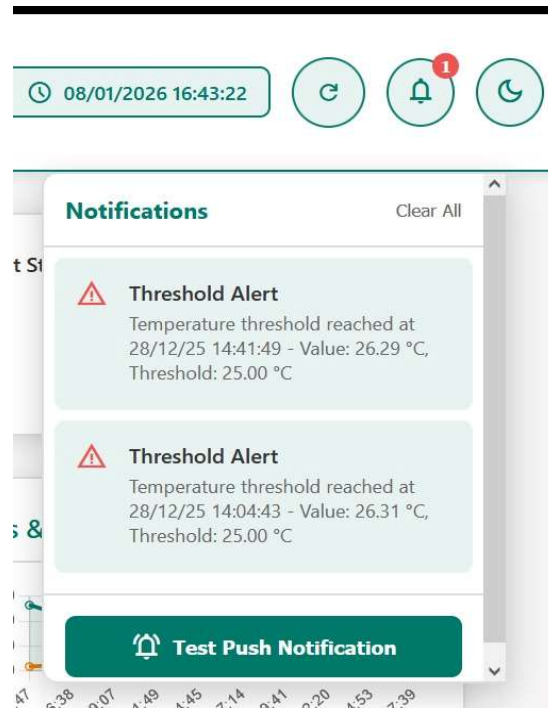 08/01/2026 16:43:22
1
Notifications
Clear All
t St
Threshold Alert
Temperature threshold reached at
28/12/25 14:41:49 - Value: 26.29 °C,
Threshold: 25.00 °C
Threshold Alert
Temperature threshold reached at
28/12/25 14:04:43 - Value: 26.31 °C,
Threshold: 25.00 °C
s &
Test Push Notification